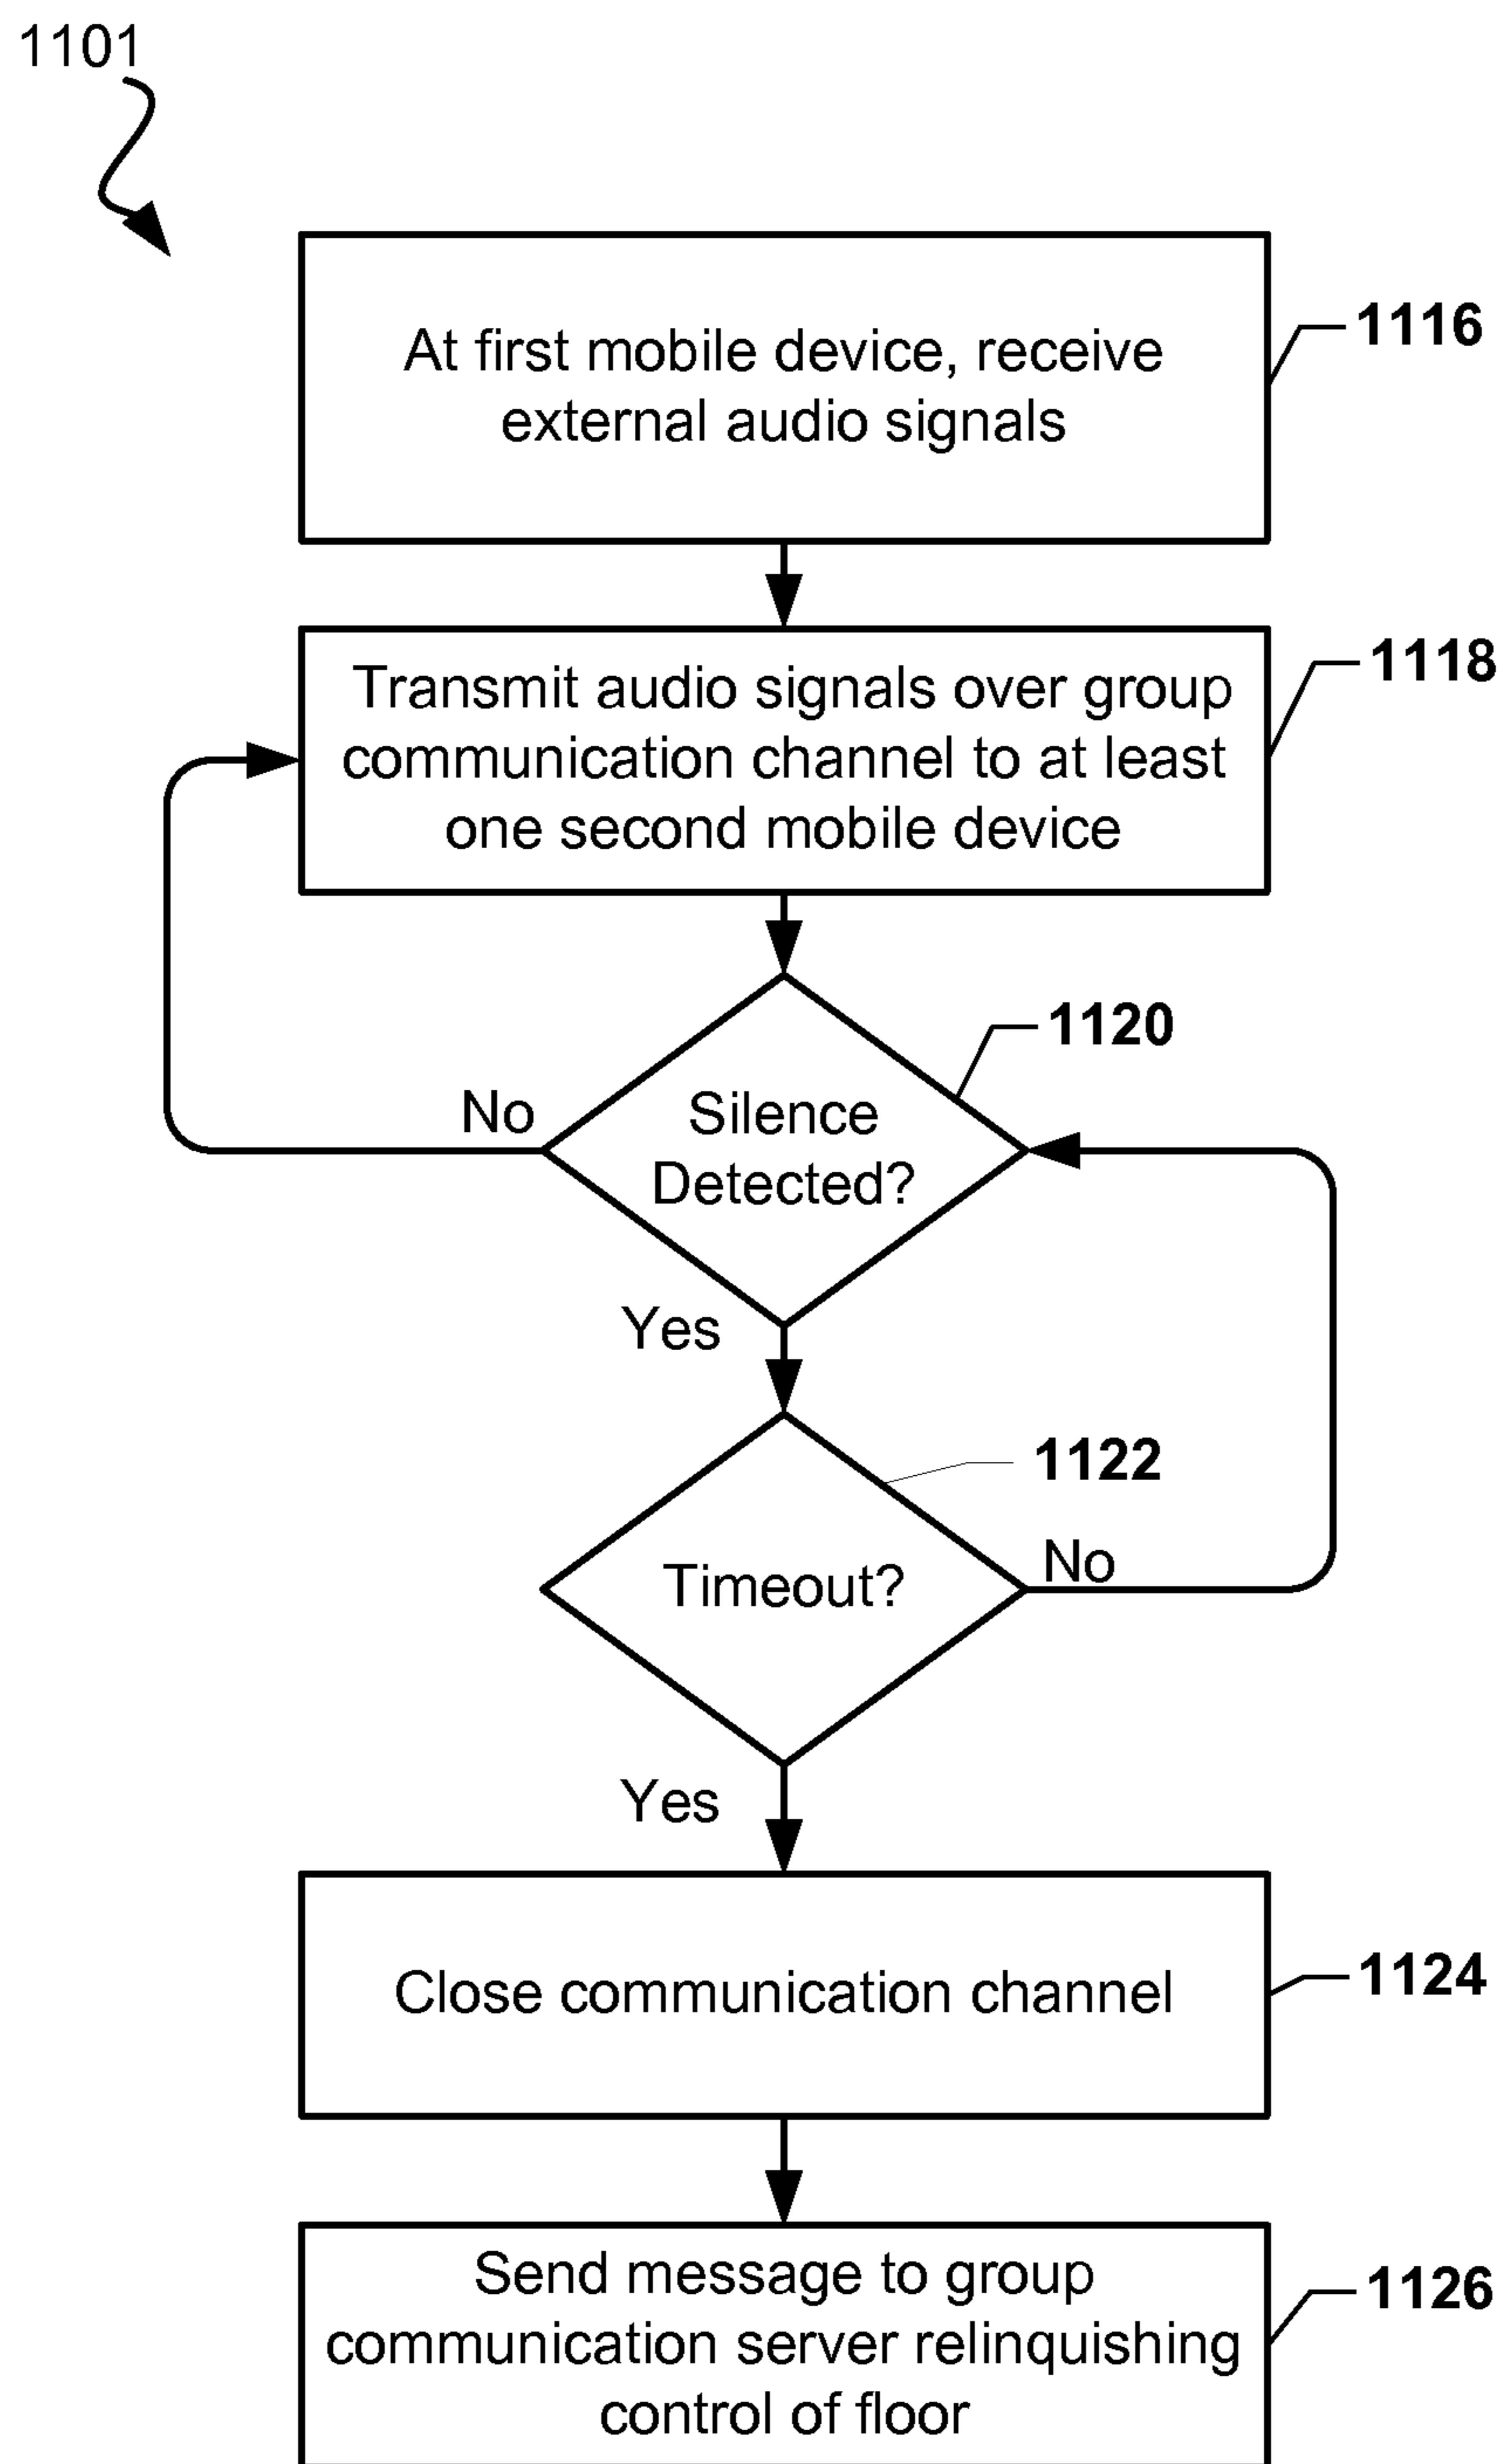 1101
At first mobile device, receive
external audio signals
1116
Transmit audio signals over group
communication channel to at least
one second mobile device
1118
Silence
Detected?
1120
No
Yes
Timeout?
1122
No
Yes
Close communication channel
1124
Send message to group
communication server relinquishing
control of floor
1126